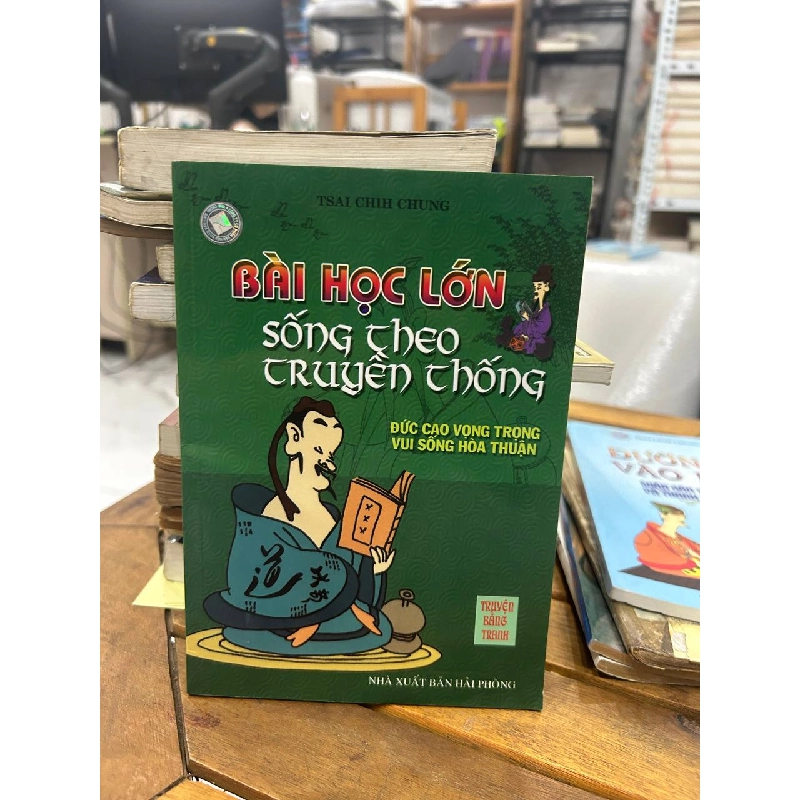 TSAI CHIH CHUNG
BÀI HỌC LỚN
SỐNG THEO
TRUYỀN THỐNG
ĐỨC CAO VỌNG TRỌNG
VUI SỐNG HÒA THUẬN
道
TRUYỆN
BẰNG
TRANH
NHÀ XUẤT BẢN HẢI PHÒNG